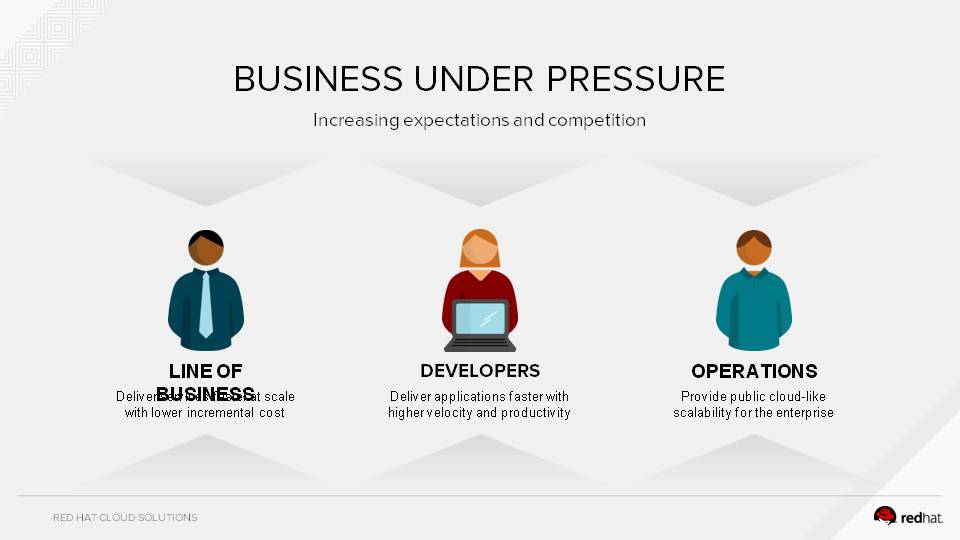 BUSINESS UNDER PRESSURE
Increasing expectations and competition
LINE OF
BUSINESS
Deliver services faster at scale
with lower incremental cost
DEVELOPERS
Deliver applications faster with
higher velocity and productivity
OPERATIONS
Provide public cloud-like
scalability for the enterprise
RED HAT CLOUD SOLUTIONS
redhat.